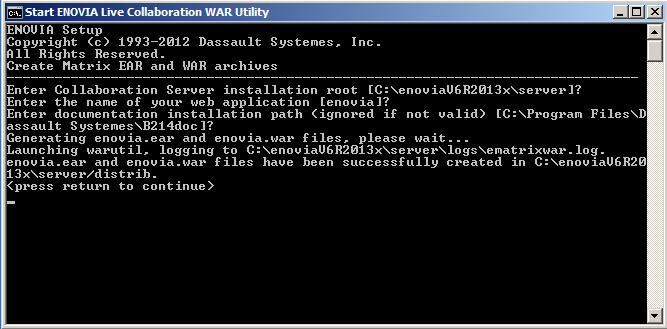 Start ENOVIA Live Collaboration WAR Utility
ENOVIA Setup
Copyright (c) 1993-2012 Dassault Systemes, Inc.
All Rights Reserved.
Create Matrix EAR and WAR archives
-------------------------------------------------------------------------------
Enter Collaboration Server installation root [C:\enoviaV6R2013x\server]?
Enter the name of your web application [enovia]?
Enter documentation installation path (ignored if not valid) [C:\Program Files\D
assault Systemes\B214doc]?
Generating enovia.ear and enovia.war files, please wait...
Launching warutil, logging to C:\enoviaV6R2013x\server\logs\ematrixwar.log.
enovia.ear and enovia.war files have been successfully created in C:\enoviaV6R20
13x\server/distrib.
<press return to continue>